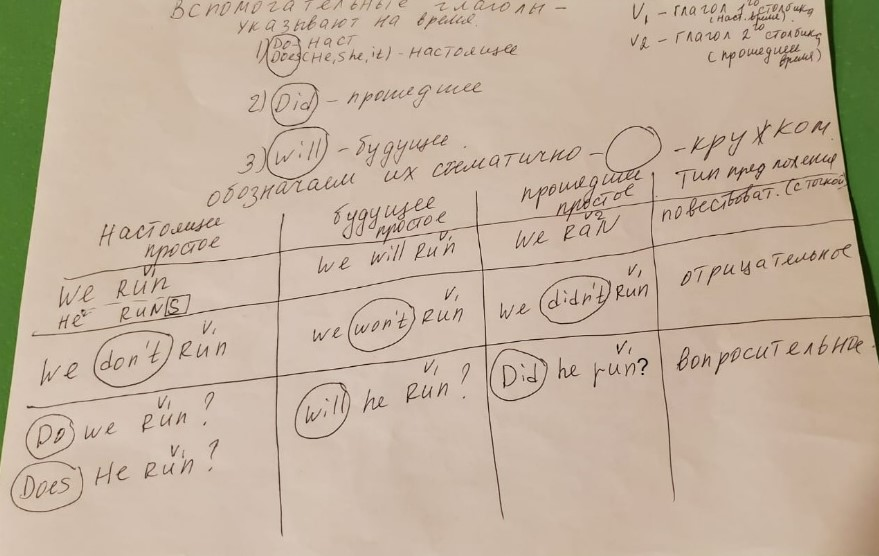 Вспомогательные глаголы –
указывают на время.
1) Do – наст
Does (He, She, it) – настоящее
2) Did – прошедшее
3) will – будущее
обозначаем их схематично – – кружком
V1 – глагол 1го столбика
(наст. время)
V2 – глагол 2го столбика
(прошедшее
время)
Настоящее
простое
будущее
простое
прошедшее
простое
Тип предложения
We Run V1
He RUNS
We will Run V1
We RaN V2
повествоват. (с точкой)
We don't Run V1
We won't Run V1
We didn't Run V1
отрицательное
Do we Run? V1
Does He Run? V1
Will he Run? V1
Did he run? V1
вопросительное